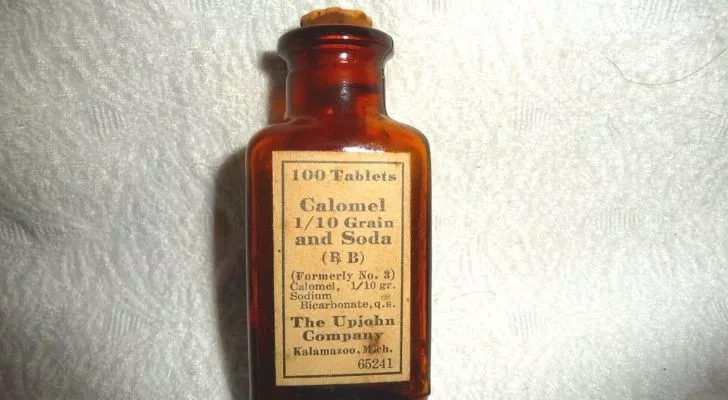 100 Tablets
Calomel
1/10 Grain
and Soda
(℞ B)
(Formerly No. 3)
Calomel, 1/10 gr.
Sodium
Bicarbonate, q.s.
The Upjohn
Company
Kalamazoo, Mich.
65241